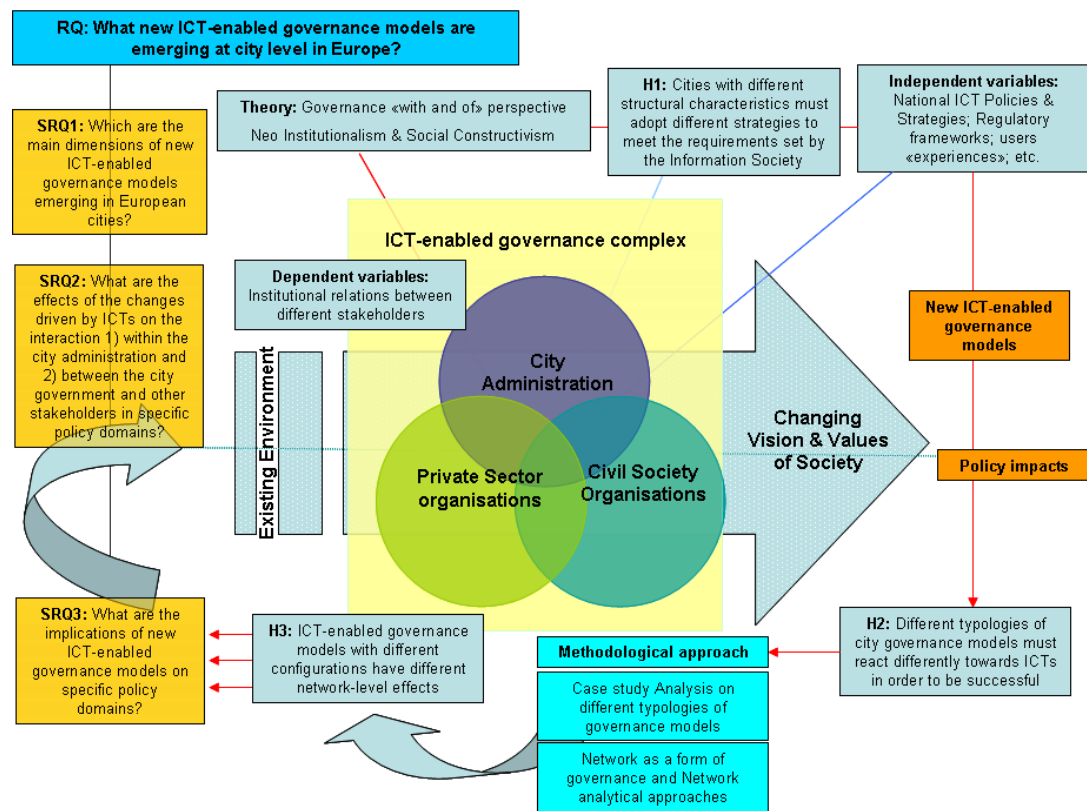 RQ: What new ICT-enabled governance models are
emerging at city level in Europe?
SRQ1: Which are the
main dimensions of new
ICT-enabled
governance models
emerging in European
cities?
Theory: Governance «with and of» perspective
Neo Institutionalism & Social Constructivism
H1: Cities with different
structural characteristics must
adopt different strategies to
meet the requirements set by
the Information Society
Independent variables:
National ICT Policies &
Strategies; Regulatory
frameworks; users
«experiences»; etc.
ICT-enabled governance complex
SRQ2: What are the
effects of the changes
driven by ICTs on the
interaction 1) within the
city administration and
2) between the city
government and other
stakeholders in specific
policy domains?
Dependent variables:
Institutional relations between
different stakeholders
Existing Environment
City
Administration
Private Sector
organisations
Civil Society
Organisations
Changing
Vision & Values
of Society
New ICT-enabled
governance
models
Policy impacts
SRQ3: What are the
implications of new
ICT-enabled
governance models on
specific policy
domains?
H3: ICT-enabled governance
models with different
configurations have different
network-level effects
Methodological approach
Case study Analysis on
different typologies of
governance models
Network as a form of
governance and Network
analytical approaches
H2: Different typologies of
city governance models must
react differently towards ICTs
in order to be successful